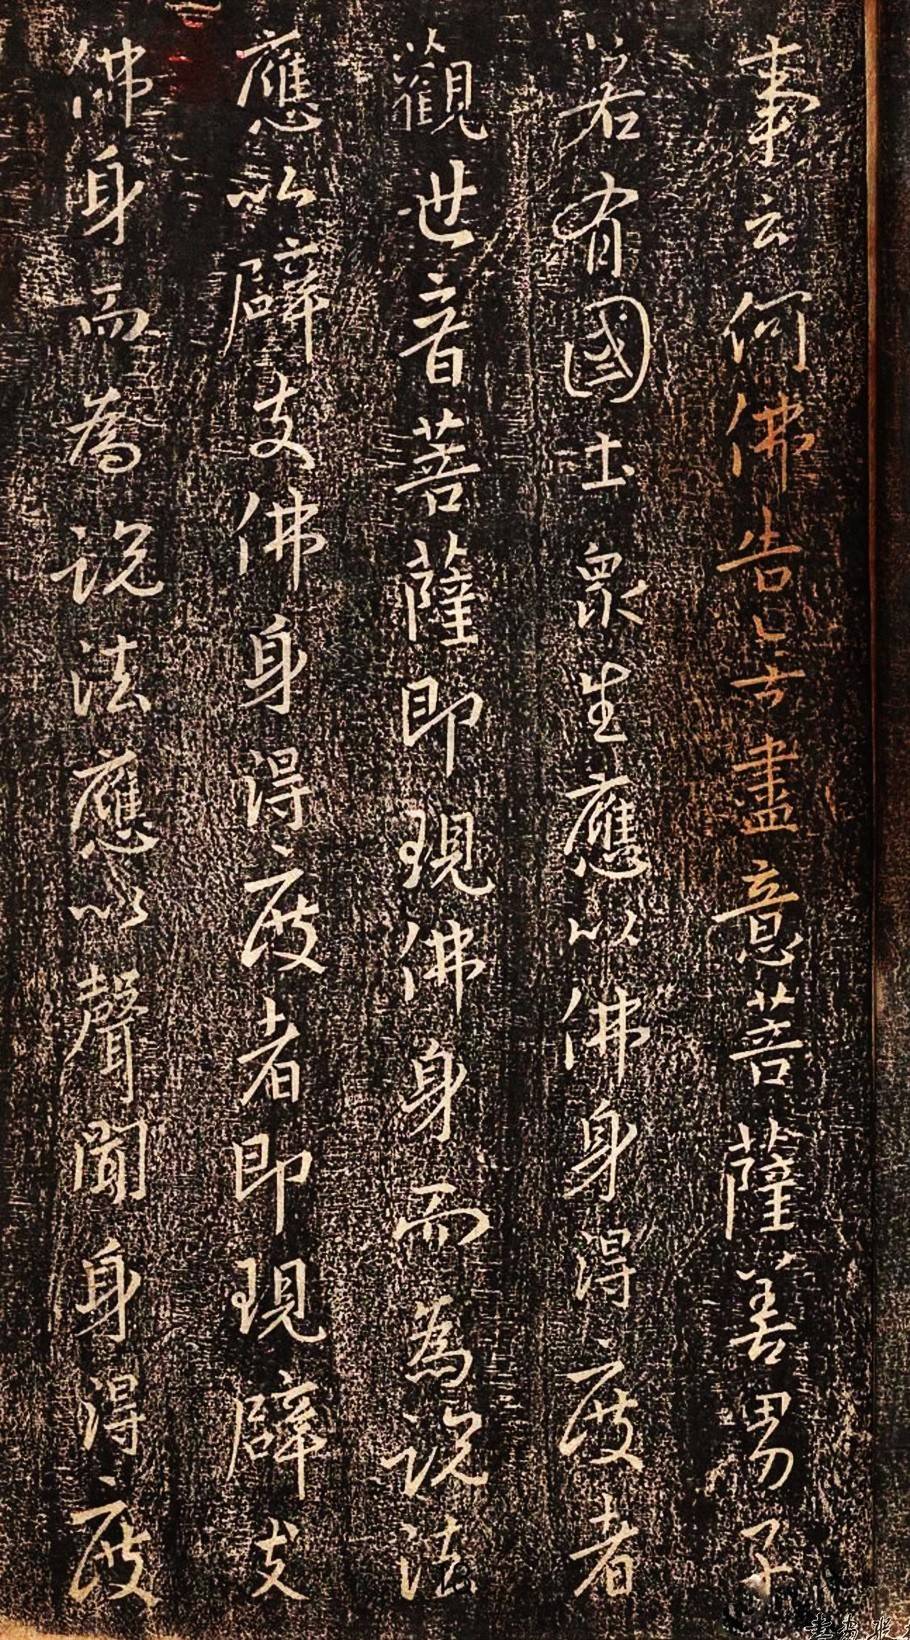 事云何佛告亡方盡意菩薩善男子
若有國土衆生應以佛身得度者
觀世音菩薩即現佛身而為說法
應以辟支佛身得度者即現辟支
佛身而為說法應以聲聞身得度